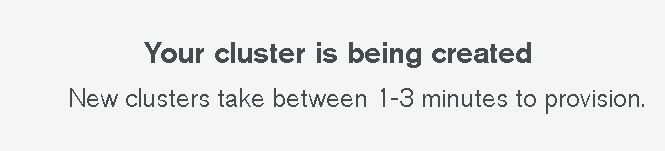 Your cluster is being created
New clusters take between 1-3 minutes to provision.